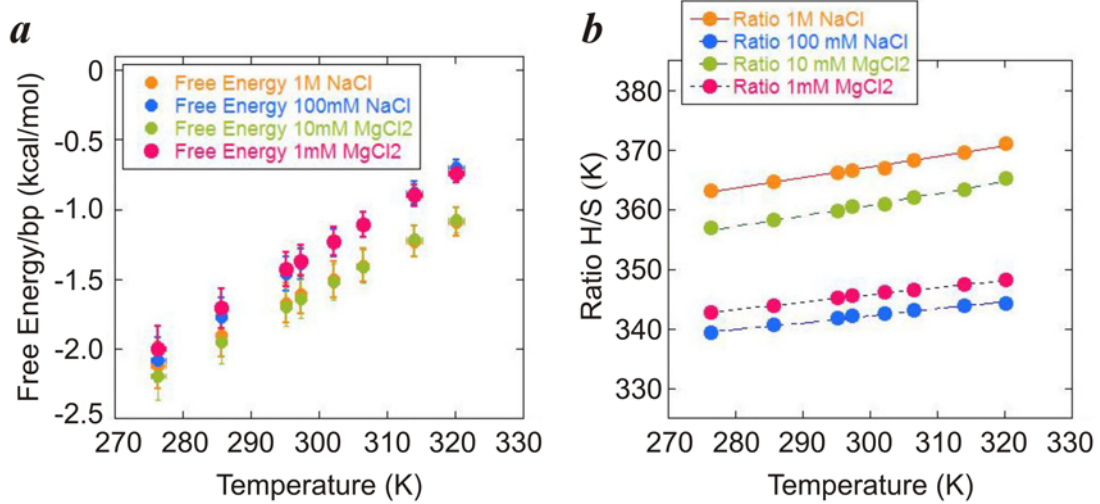 a
0
-0.5
-1.0
-1.5
-2.0
-2.5
Free Energy/bp (kcal/mol)
Free Energy 1M NaCl
Free Energy 100mM NaCl
Free Energy 10mM MgCl2
Free Energy 1mM MgCl2
270 280 290 300 310 320 330
Temperature (K)
b
Ratio 1M NaCl
Ratio 100 mM NaCl
Ratio 10 mM MgCl2
Ratio 1mM MgCl2
380
370
360
350
340
330
Ratio H/S (K)
270 280 290 300 310 320 330
Temperature (K)